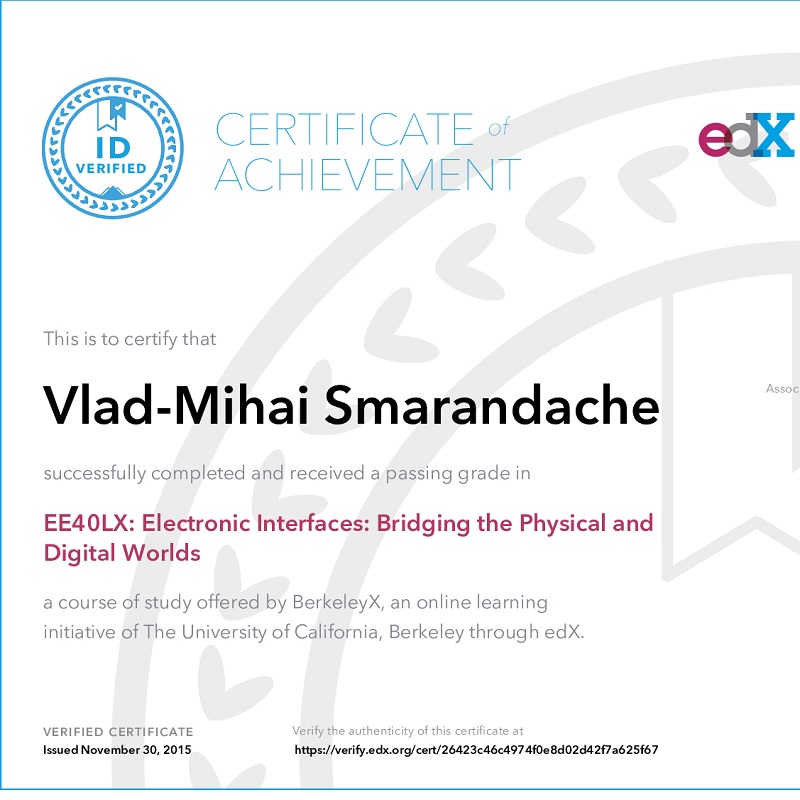 ID
VERIFIED
CERTIFICATE of
ACHIEVEMENT
edX
This is to certify that
Vlad-Mihai Smarandache
Assoc
successfully completed and received a passing grade in
EE40LX: Electronic Interfaces: Bridging the Physical and
Digital Worlds
a course of study offered by BerkeleyX, an online learning
initiative of The University of California, Berkeley through edX.
VERIFIED CERTIFICATE
Issued November 30, 2015
Verify the authenticity of this certificate at
https://verify.edx.org/cert/26423c46c4974f0e8d02d42f7a625f67